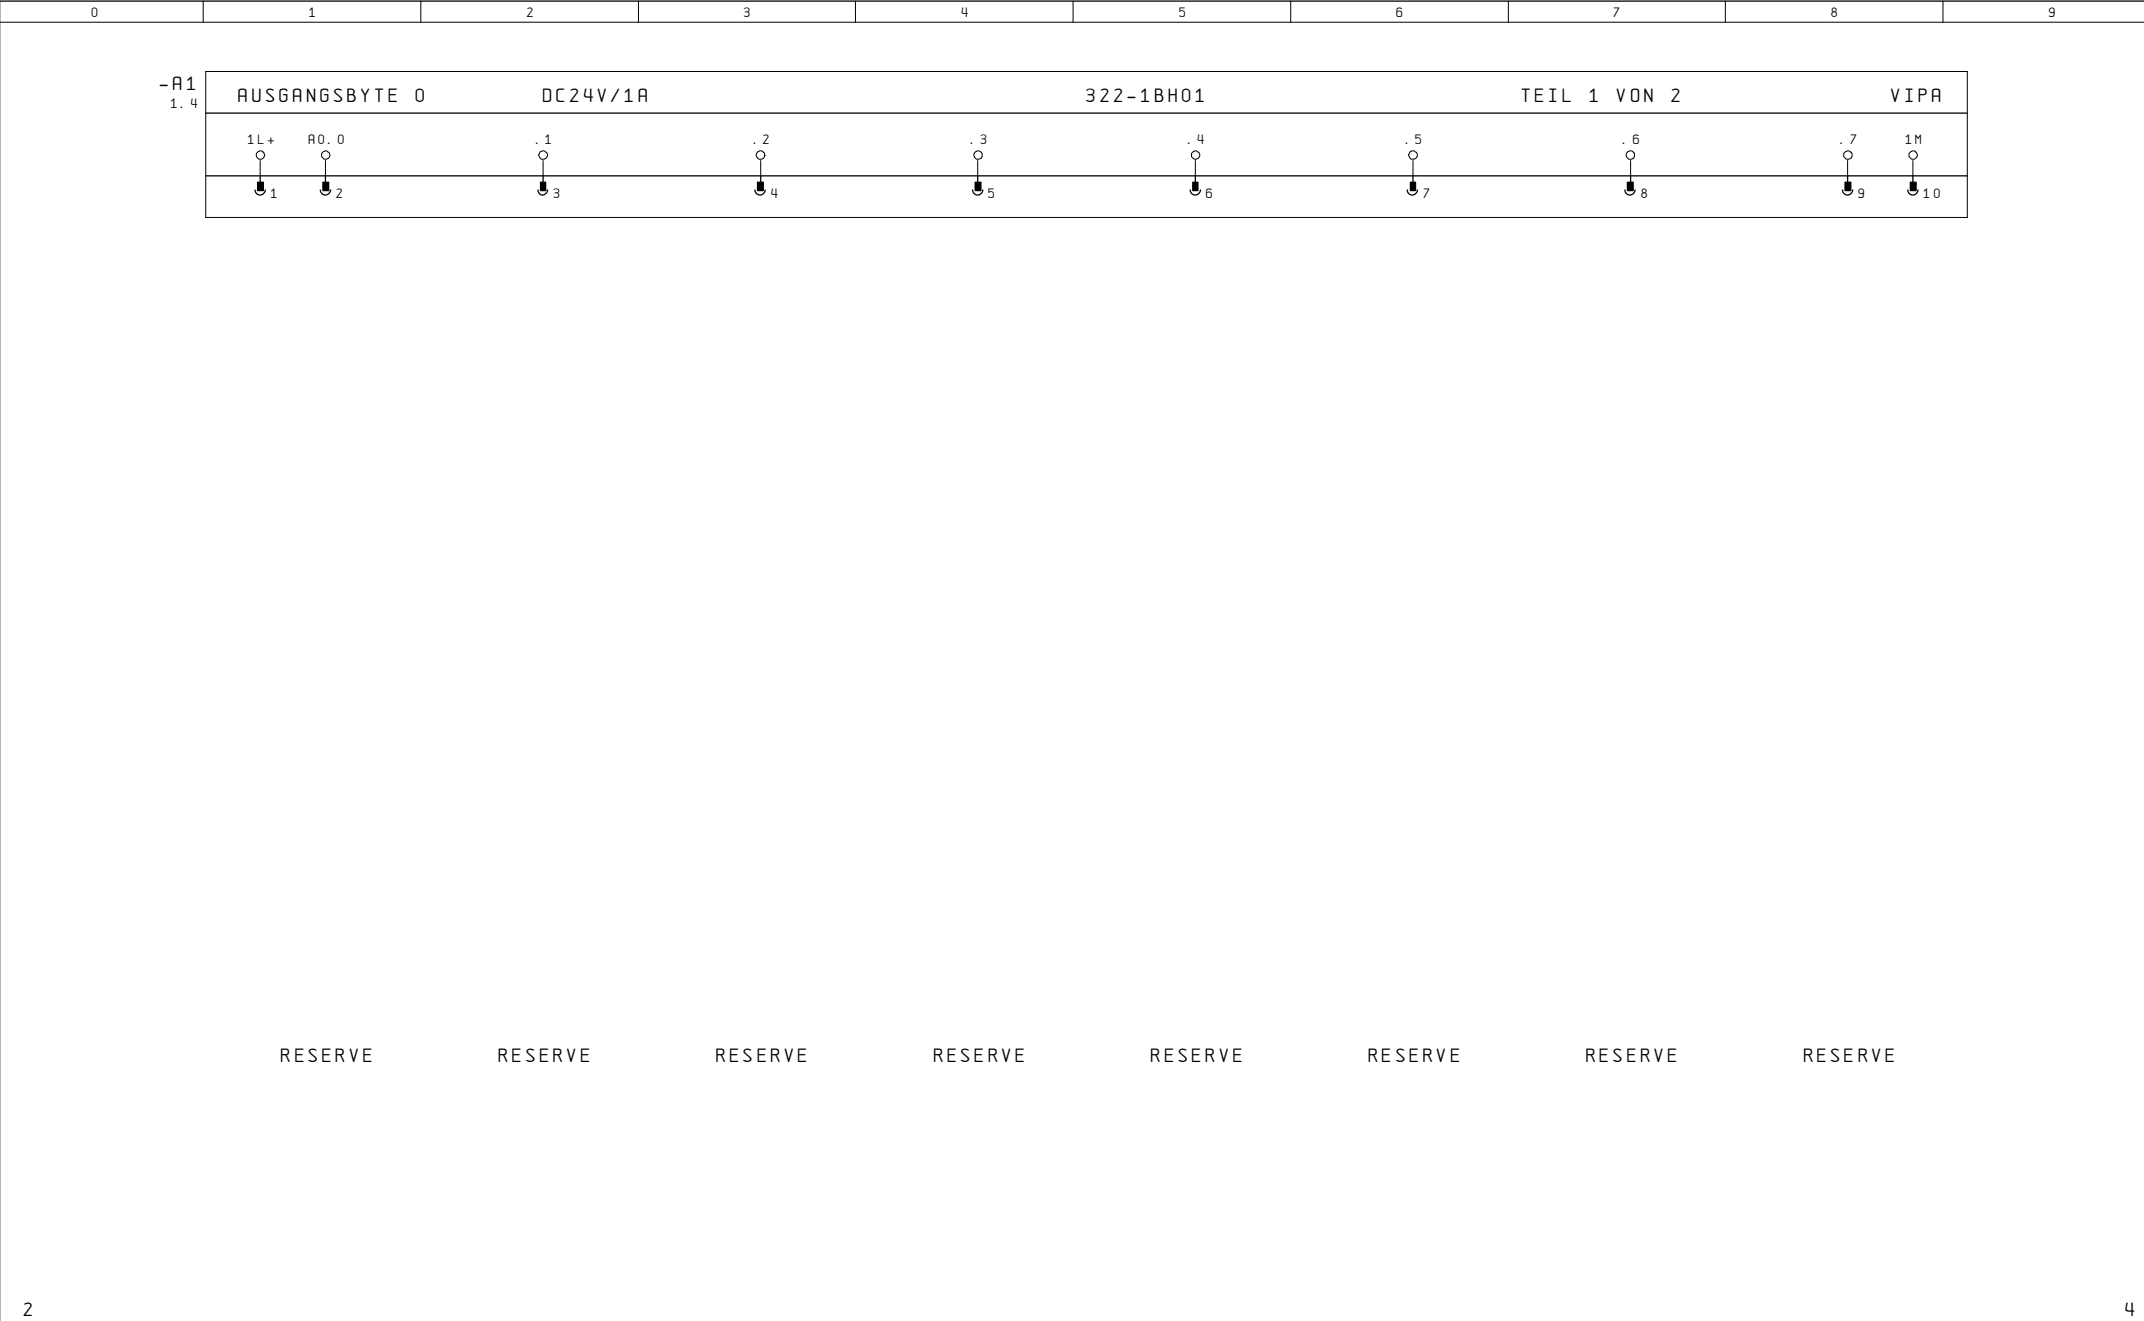 0 1 2 3 4 5 6 7 8 9
-A1 AUSGANGSBYTE 0 DC24V/1A 322-1BH01 TEIL 1 VON 2 VIPA
1.4
1L+ A0.0 .1 .2 .3 .4 .5 .6 .7 1M
1 2 3 4 5 6 7 8 9 10
RESERVE RESERVE RESERVE RESERVE RESERVE RESERVE RESERVE RESERVE
2 4